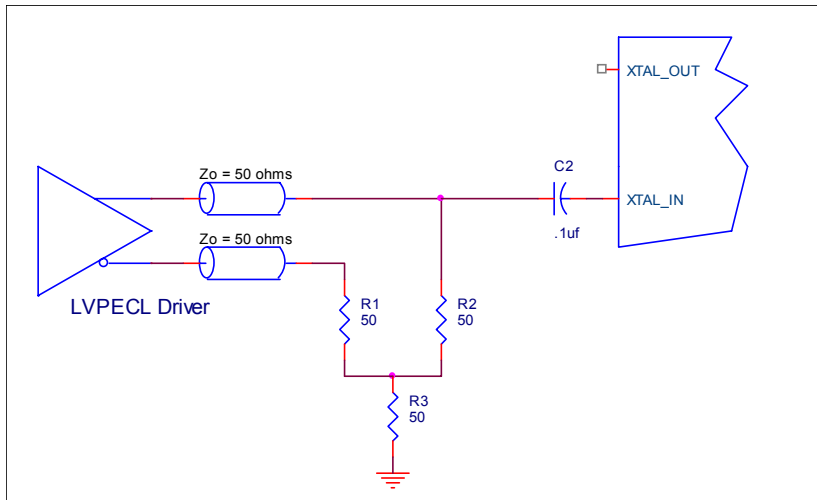 XTAL_OUT
C2
Zo = 50 ohms
XTAL_IN
.1uf
Zo = 50 ohms
LVPECL Driver
R1
50
R2
50
R3
50